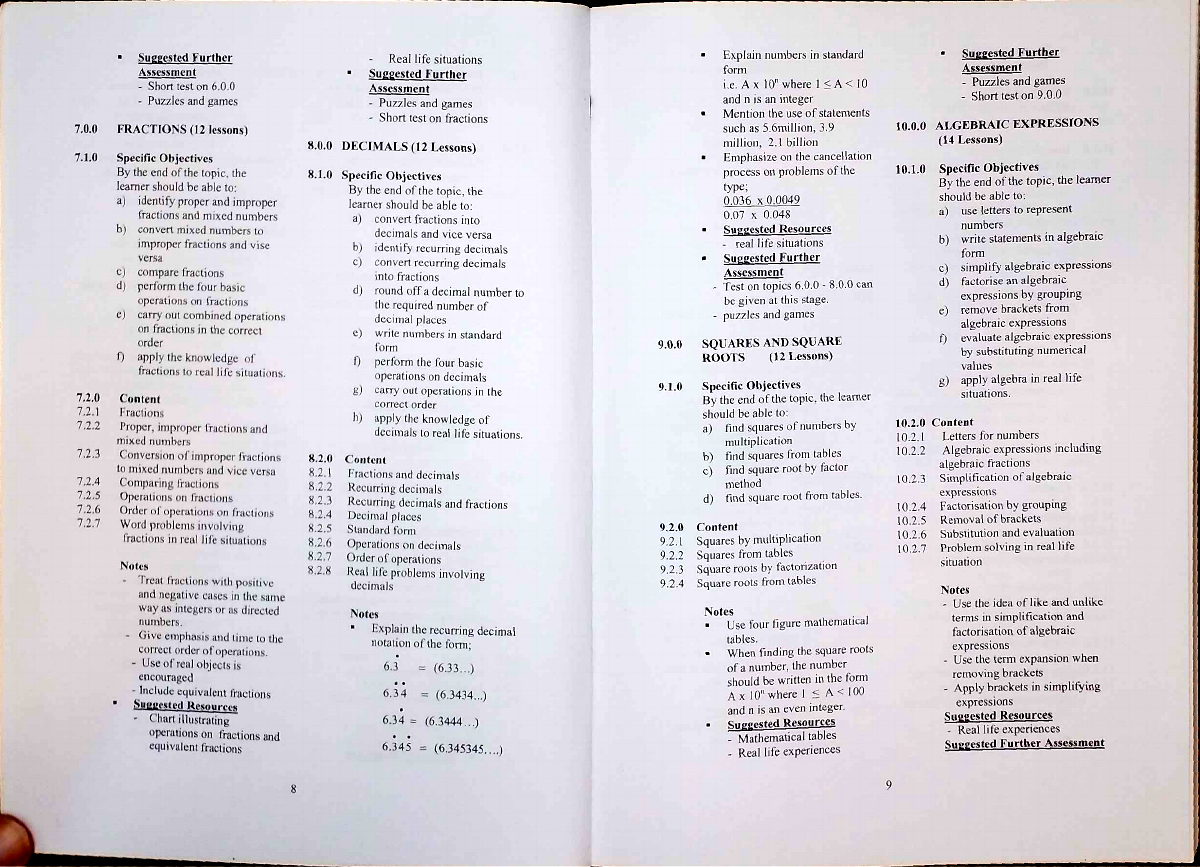 ▪ Suggested Further
Assessment
- Short test on 6.0.0
- Puzzles and games
7.0.0 FRACTIONS (12 lessons)
7.1.0 Specific Objectives
By the end of the topic, the
learner should be able to:
a) identify proper and improper
fractions and mixed numbers
b) convert mixed numbers to
improper fractions and vise
versa
c) compare fractions
d) perform the four basic
operations on fractions
e) carry out combined operations
on fractions in the correct
order
f) apply the knowledge of
fractions to real life situations.
7.2.0 Content
7.2.1 Fractions
7.2.2 Proper, improper fractions and
mixed numbers
7.2.3 Conversion of improper fractions
to mixed numbers and vice versa
7.2.4 Comparing fractions
7.2.5 Operations on fractions
7.2.6 Order of operations on fractions
7.2.7 Word problems involving
fractions in real life situations
Notes
- Treat fractions with positive
and negative cases in the same
way as integers or as directed
numbers.
- Give emphasis and time to the
correct order of operations.
- Use of real objects is
encouraged
- Include equivalent fractions
▪ Suggested Resources
- Chart illustrating
operations on fractions and
equivalent fractions
- Real life situations
▪ Suggested Further
Assessment
- Puzzles and games
- Short test on fractions
8.0.0 DECIMALS (12 Lessons)
8.1.0 Specific Objectives
By the end of the topic, the
learner should be able to:
a) convert fractions into
decimals and vice versa
b) identify recurring decimals
c) convert recurring decimals
into fractions
d) round off a decimal number to
the required number of
decimal places
e) write numbers in standard
form
f) perform the four basic
operations on decimals
g) carry out operations in the
correct order
h) apply the knowledge of
decimals to real life situations.
8.2.0 Content
8.2.1 Fractions and decimals
8.2.2 Recurring decimals
8.2.3 Recurring decimals and fractions
8.2.4 Decimal places
8.2.5 Standard form
8.2.6 Operations on decimals
8.2.7 Order of operations
8.2.8 Real life problems involving
decimals
Notes
▪ Explain the recurring decimal
notation of the form;
6.3̇ = (6.33...)
6.3̇4̇ = (6.3434...)
6.34̇ = (6.3444...)
6.3̇45̇ = (6.345345....)
8
▪ Explain numbers in standard
form
i.e. A x 10ⁿ where 1 ≤ A < 10
and n is an integer
▪ Mention the use of statements
such as 5.6million, 3.9
million, 2.1 billion
▪ Emphasize on the cancellation
process on problems of the
type;
0.036 x 0.0049
0.07 x 0.048
▪ Suggested Resources
- real life situations
▪ Suggested Further
Assessment
- Test on topics 6.0.0 - 8.0.0 can
be given at this stage.
- puzzles and games
9.0.0 SQUARES AND SQUARE
ROOTS (12 Lessons)
9.1.0 Specific Objectives
By the end of the topic, the learner
should be able to:
a) find squares of numbers by
multiplication
b) find squares from tables
c) find square root by factor
method
d) find square root from tables.
9.2.0 Content
9.2.1 Squares by multiplication
9.2.2 Squares from tables
9.2.3 Square roots by factorization
9.2.4 Square roots from tables
Notes
▪ Use four figure mathematical
tables.
▪ When finding the square roots
of a number, the number
should be written in the form
A x 10ⁿ where 1 ≤ A < 100
and n is an even integer.
▪ Suggested Resources
- Mathematical tables
- Real life experiences
▪ Suggested Further
Assessment
- Puzzles and games
- Short test on 9.0.0
10.0.0 ALGEBRAIC EXPRESSIONS
(14 Lessons)
10.1.0 Specific Objectives
By the end of the topic, the learner
should be able to:
a) use letters to represent
numbers
b) write statements in algebraic
form
c) simplify algebraic expressions
d) factorise an algebraic
expressions by grouping
e) remove brackets from
algebraic expressions
f) evaluate algebraic expressions
by substituting numerical
values
g) apply algebra in real life
situations.
10.2.0 Content
10.2.1 Letters for numbers
10.2.2 Algebraic expressions including
algebraic fractions
10.2.3 Simplification of algebraic
expressions
10.2.4 Factorisation by grouping
10.2.5 Removal of brackets
10.2.6 Substitution and evaluation
10.2.7 Problem solving in real life
situation
Notes
- Use the idea of like and unlike
terms in simplification and
factorisation of algebraic
expressions
- Use the term expansion when
removing brackets
- Apply brackets in simplifying
expressions
Suggested Resources
- Real life experiences
Suggested Further Assessment
9